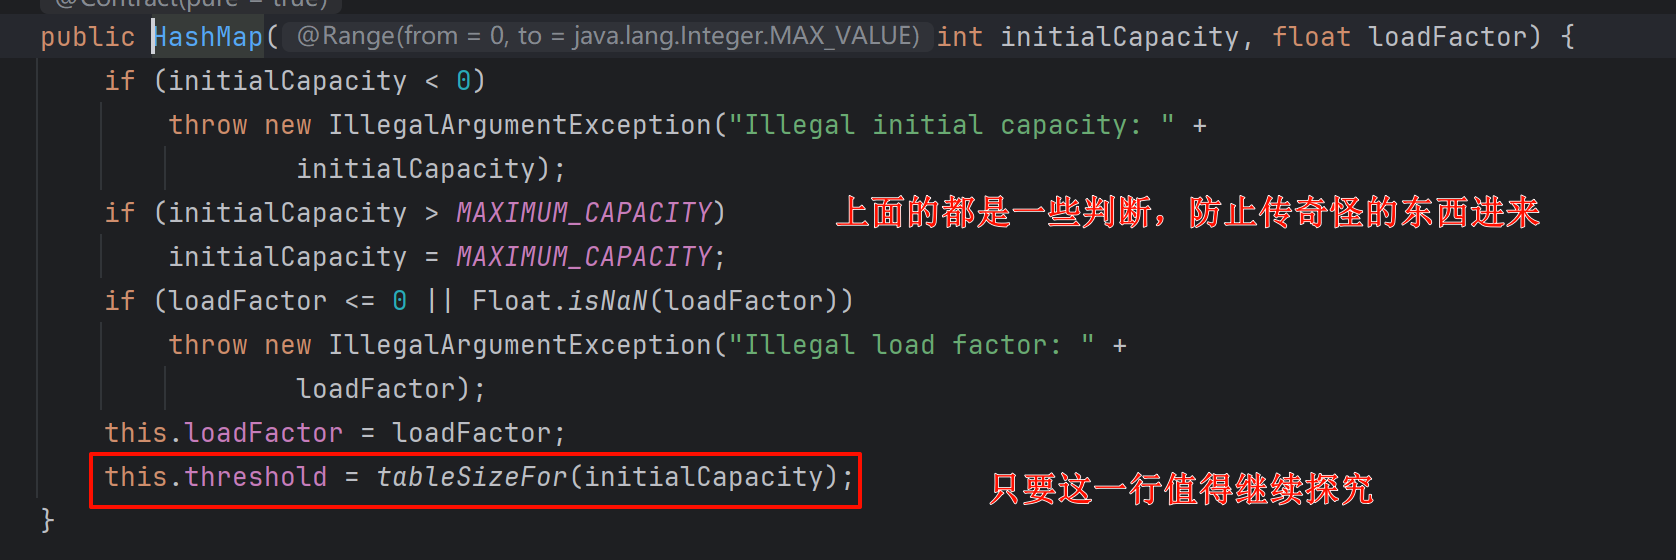 @Contract(pure = true)
public HashMap( @Range(from = 0, to = java.lang.Integer.MAX_VALUE) int initialCapacity, float loadFactor) {
if (initialCapacity < 0)
throw new IllegalArgumentException("Illegal initial capacity: " +
initialCapacity);
if (initialCapacity > MAXIMUM_CAPACITY)
上面的都是一些判断，防止传奇怪的东西进来
initialCapacity = MAXIMUM_CAPACITY;
if (loadFactor <= 0 || Float.isNaN(loadFactor))
throw new IllegalArgumentException("Illegal load factor: " +
loadFactor);
this.loadFactor = loadFactor;
this.threshold = tableSizeFor(initialCapacity);
只要这一行值得继续探究
}